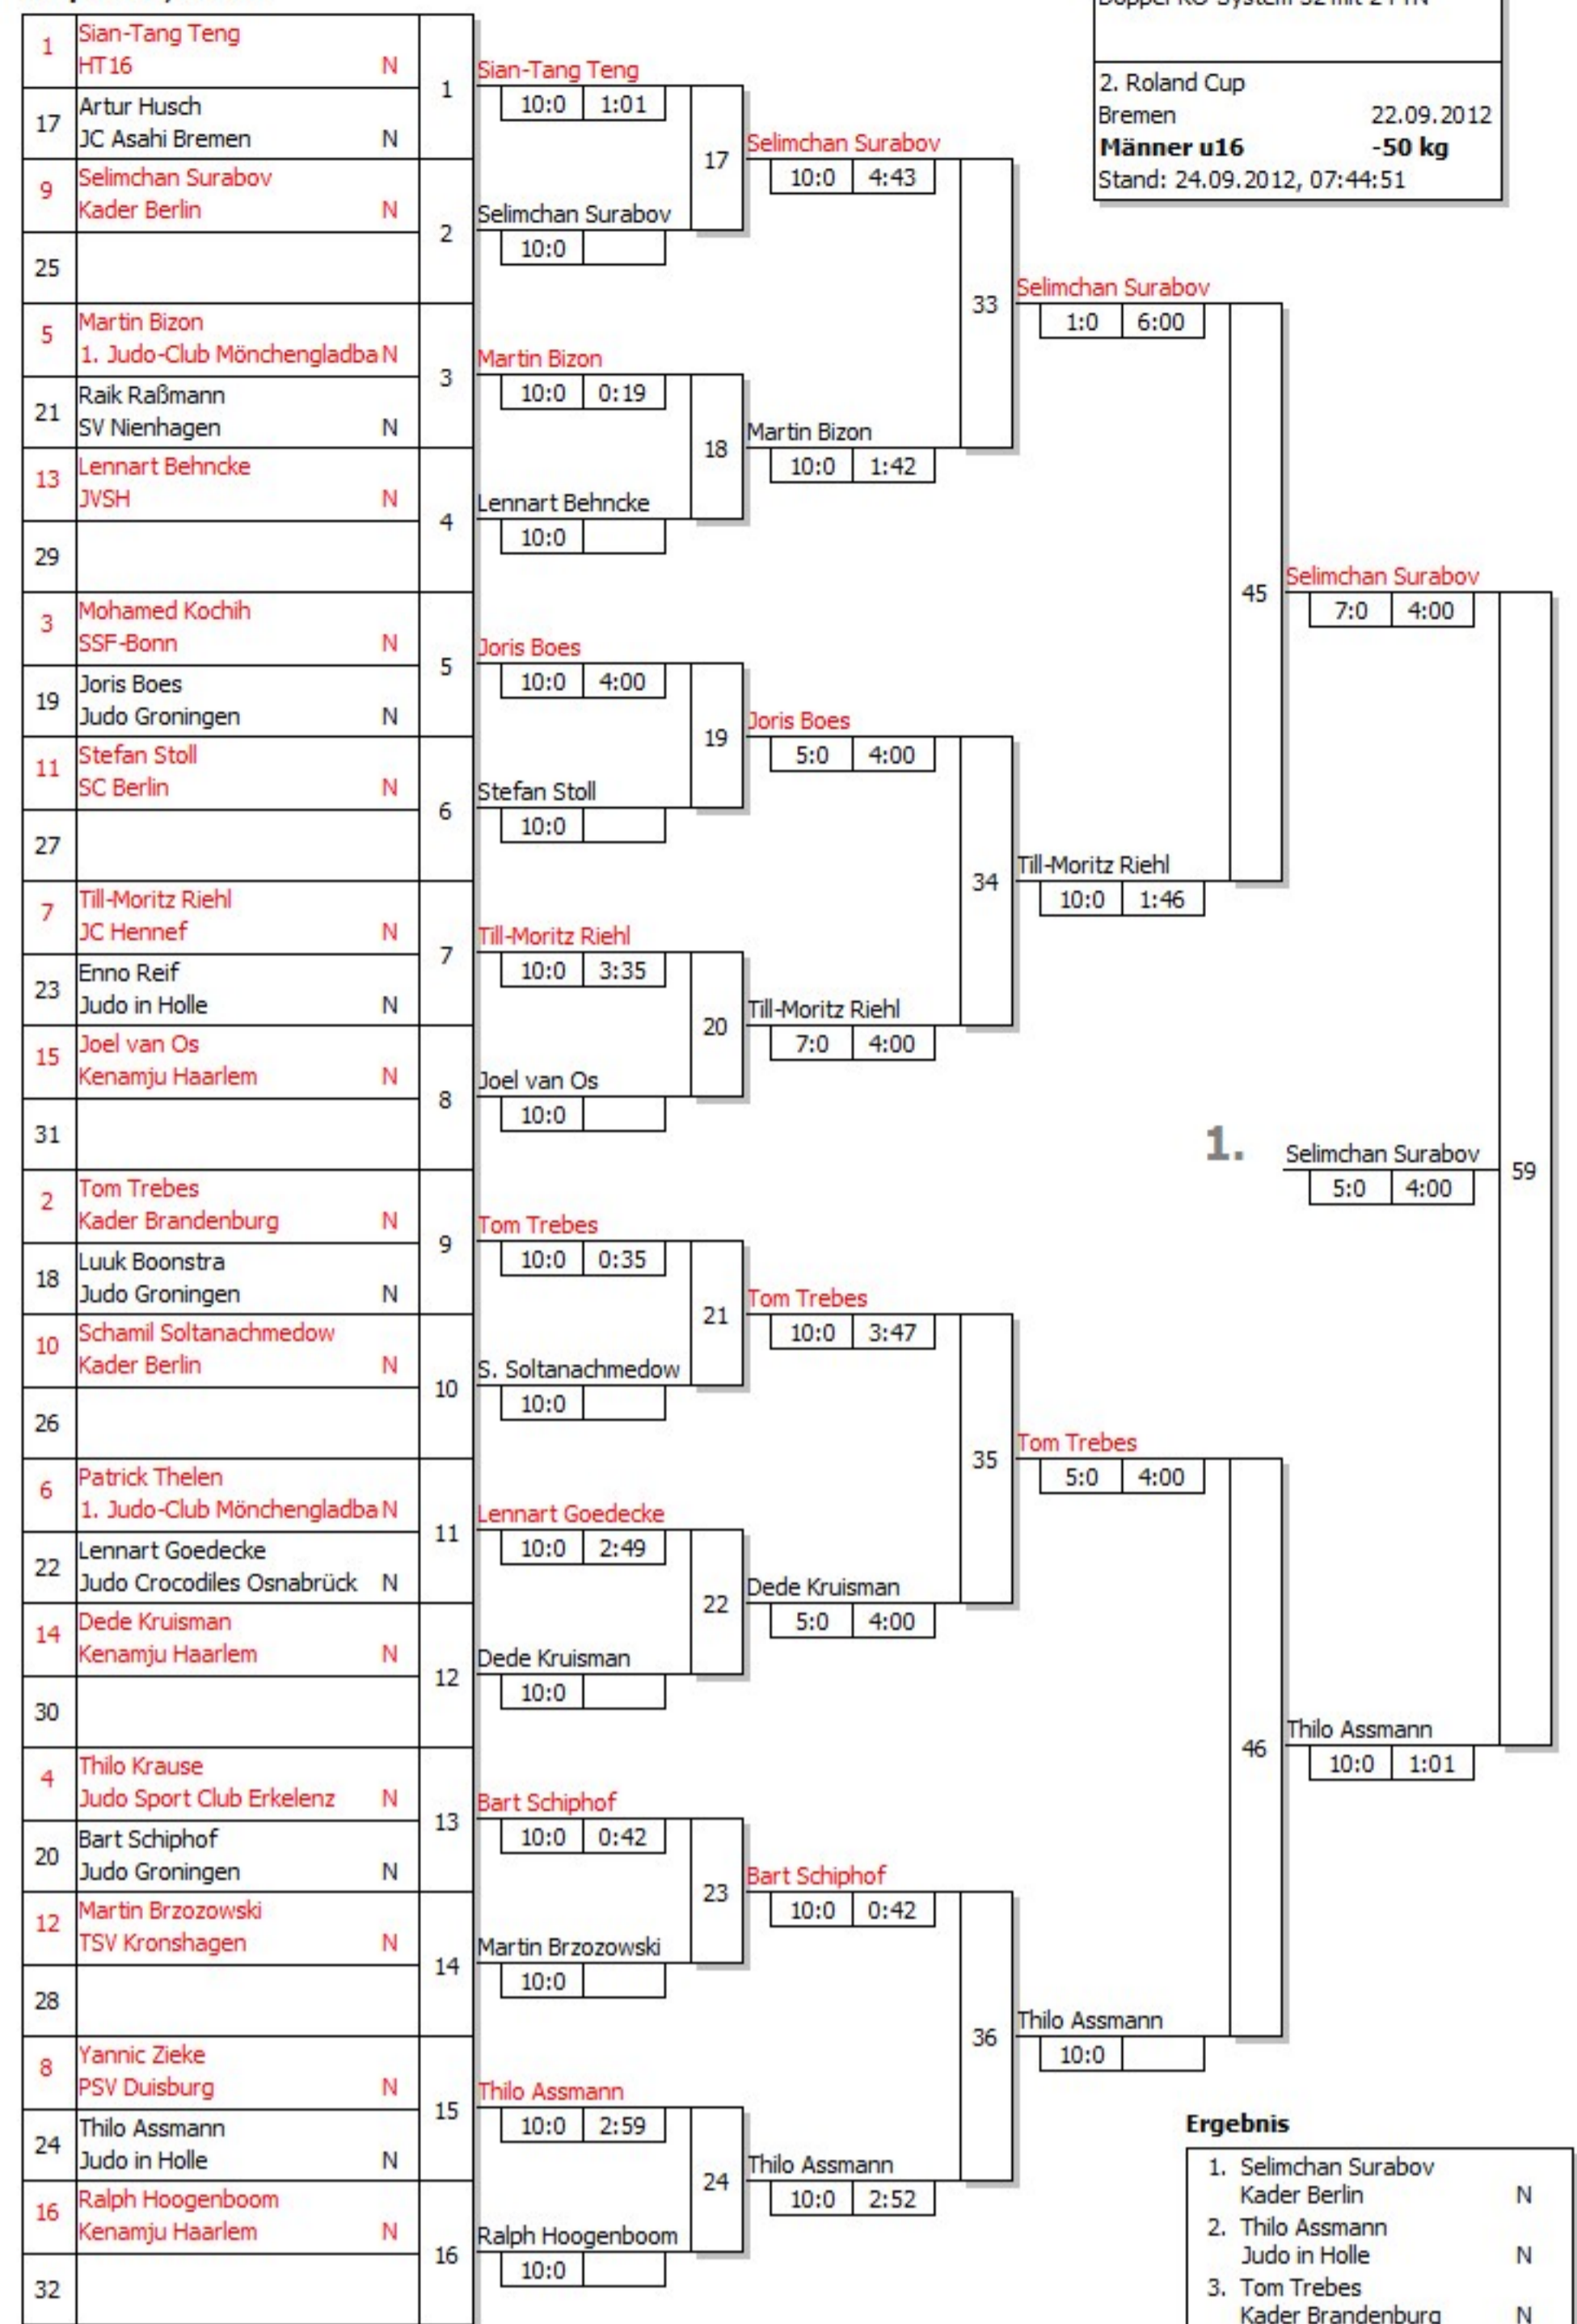 Doppel-KO-System 32 mit 24 TN
2. Roland Cup
Bremen 22.09.2012
Männer u16 -50 kg
Stand: 24.09.2012, 07:44:51
1 Sian-Tang Teng
HT16 N
17 Artur Husch
JC Asahi Bremen N
9 Selimchan Surabov
Kader Berlin N
25
5 Martin Bizon
1. Judo-Club Mönchengladba N
21 Raik Raßmann
SV Nienhagen N
13 Lennart Behncke
JVSH N
29
3 Mohamed Kochih
SSF-Bonn N
19 Joris Boes
Judo Groningen N
11 Stefan Stoll
SC Berlin N
27
7 Till-Moritz Riehl
JC Hennef N
23 Enno Reif
Judo in Holle N
15 Joel van Os
Kenamju Haarlem N
31
2 Tom Trebes
Kader Brandenburg N
18 Luuk Boonstra
Judo Groningen N
10 Schamil Soltanachmedow
Kader Berlin N
26
6 Patrick Thelen
1. Judo-Club Mönchengladba N
22 Lennart Goedecke
Judo Crocodiles Osnabrück N
14 Dede Kruisman
Kenamju Haarlem N
30
4 Thilo Krause
Judo Sport Club Erkelenz N
20 Bart Schiphof
Judo Groningen N
12 Martin Brzozowski
TSV Kronshagen N
28
8 Yannic Zieke
PSV Duisburg N
24 Thilo Assmann
Judo in Holle N
16 Ralph Hoogenboom
Kenamju Haarlem N
32
1 Sian-Tang Teng
10:0 1:01
2 Selimchan Surabov
10:0
3 Martin Bizon
10:0 0:19
4 Lennart Behncke
10:0
5 Joris Boes
10:0 4:00
6 Stefan Stoll
10:0
7 Till-Moritz Riehl
10:0 3:35
8 Joel van Os
10:0
9 Tom Trebes
10:0 0:35
10 S. Soltanachmedow
10:0
11 Lennart Goedecke
10:0 2:49
12 Dede Kruisman
10:0
13 Bart Schiphof
10:0 0:42
14 Martin Brzozowski
10:0
15 Thilo Assmann
10:0 2:59
16 Ralph Hoogenboom
10:0
17 Selimchan Surabov
10:0 4:43
18 Martin Bizon
10:0 1:42
19 Joris Boes
5:0 4:00
20 Till-Moritz Riehl
7:0 4:00
21 Tom Trebes
10:0 3:47
22 Dede Kruisman
5:0 4:00
23 Bart Schiphof
10:0 0:42
24 Thilo Assmann
10:0 2:52
33 Selimchan Surabov
1:0 6:00
34 Till-Moritz Riehl
10:0 1:46
35 Tom Trebes
5:0 4:00
36 Thilo Assmann
10:0
45 Selimchan Surabov
7:0 4:00
46 Thilo Assmann
10:0 1:01
1. Selimchan Surabov 59
5:0 4:00
Ergebnis
1. Selimchan Surabov
Kader Berlin N
2. Thilo Assmann
Judo in Holle N
3. Tom Trebes
Kader Brandenburg N